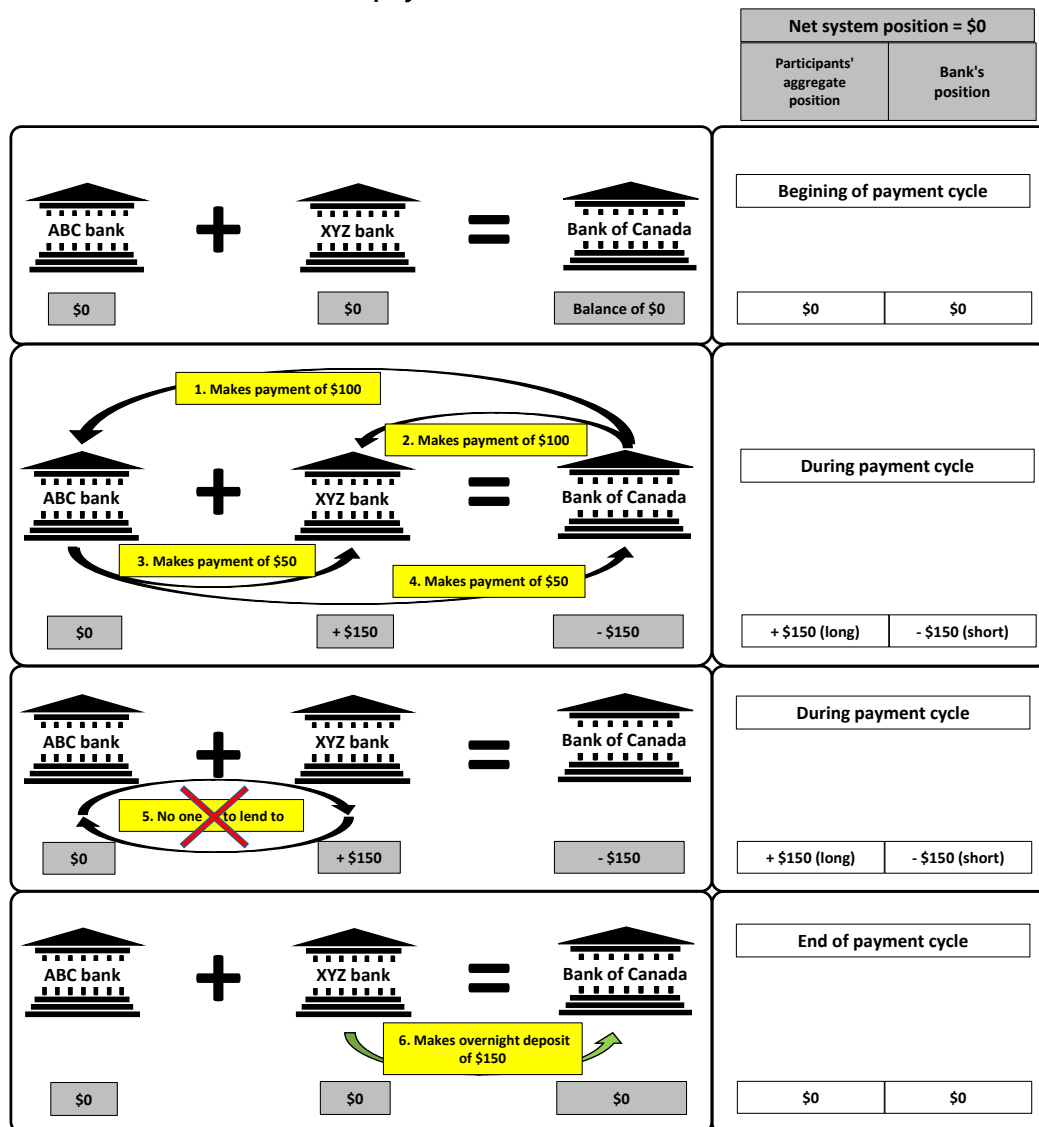 Net system position = $0
Participants'
aggregate
position
Bank's
position
Begining of payment cycle
ABC bank
XYZ bank
Bank of Canada
$0
$0
Balance of $0
$0
$0
1. Makes payment of $100
2. Makes payment of $100
During payment cycle
ABC bank
XYZ bank
Bank of Canada
3. Makes payment of $50
4. Makes payment of $50
$0
+ $150
- $150
+ $150 (long)
- $150 (short)
During payment cycle
ABC bank
XYZ bank
Bank of Canada
5. No one to lend to
$0
+ $150
- $150
+ $150 (long)
- $150 (short)
End of payment cycle
ABC bank
XYZ bank
Bank of Canada
6. Makes overnight deposit
of $150
$0
$0
$0
$0
$0